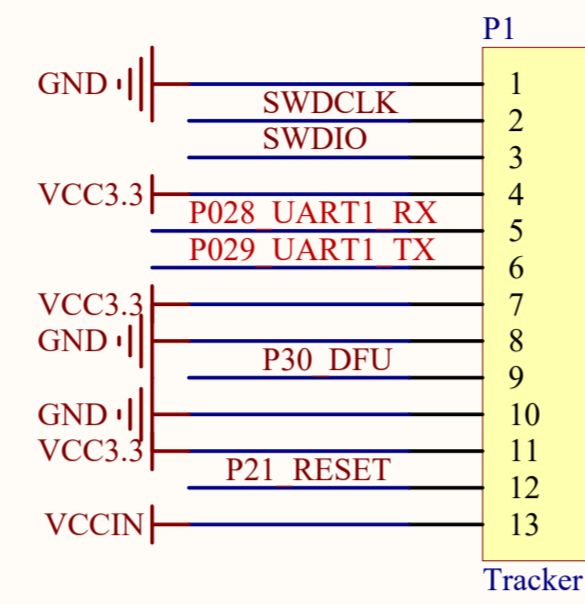 P1
GND 1
SWDCLK 2
SWDIO 3
VCC3.3 4
P028_UART1_RX 5
P029_UART1_TX 6
VCC3.3 7
GND 8
P30_DFU 9
GND 10
VCC3.3 11
P21_RESET 12
VCCIN 13
Tracker